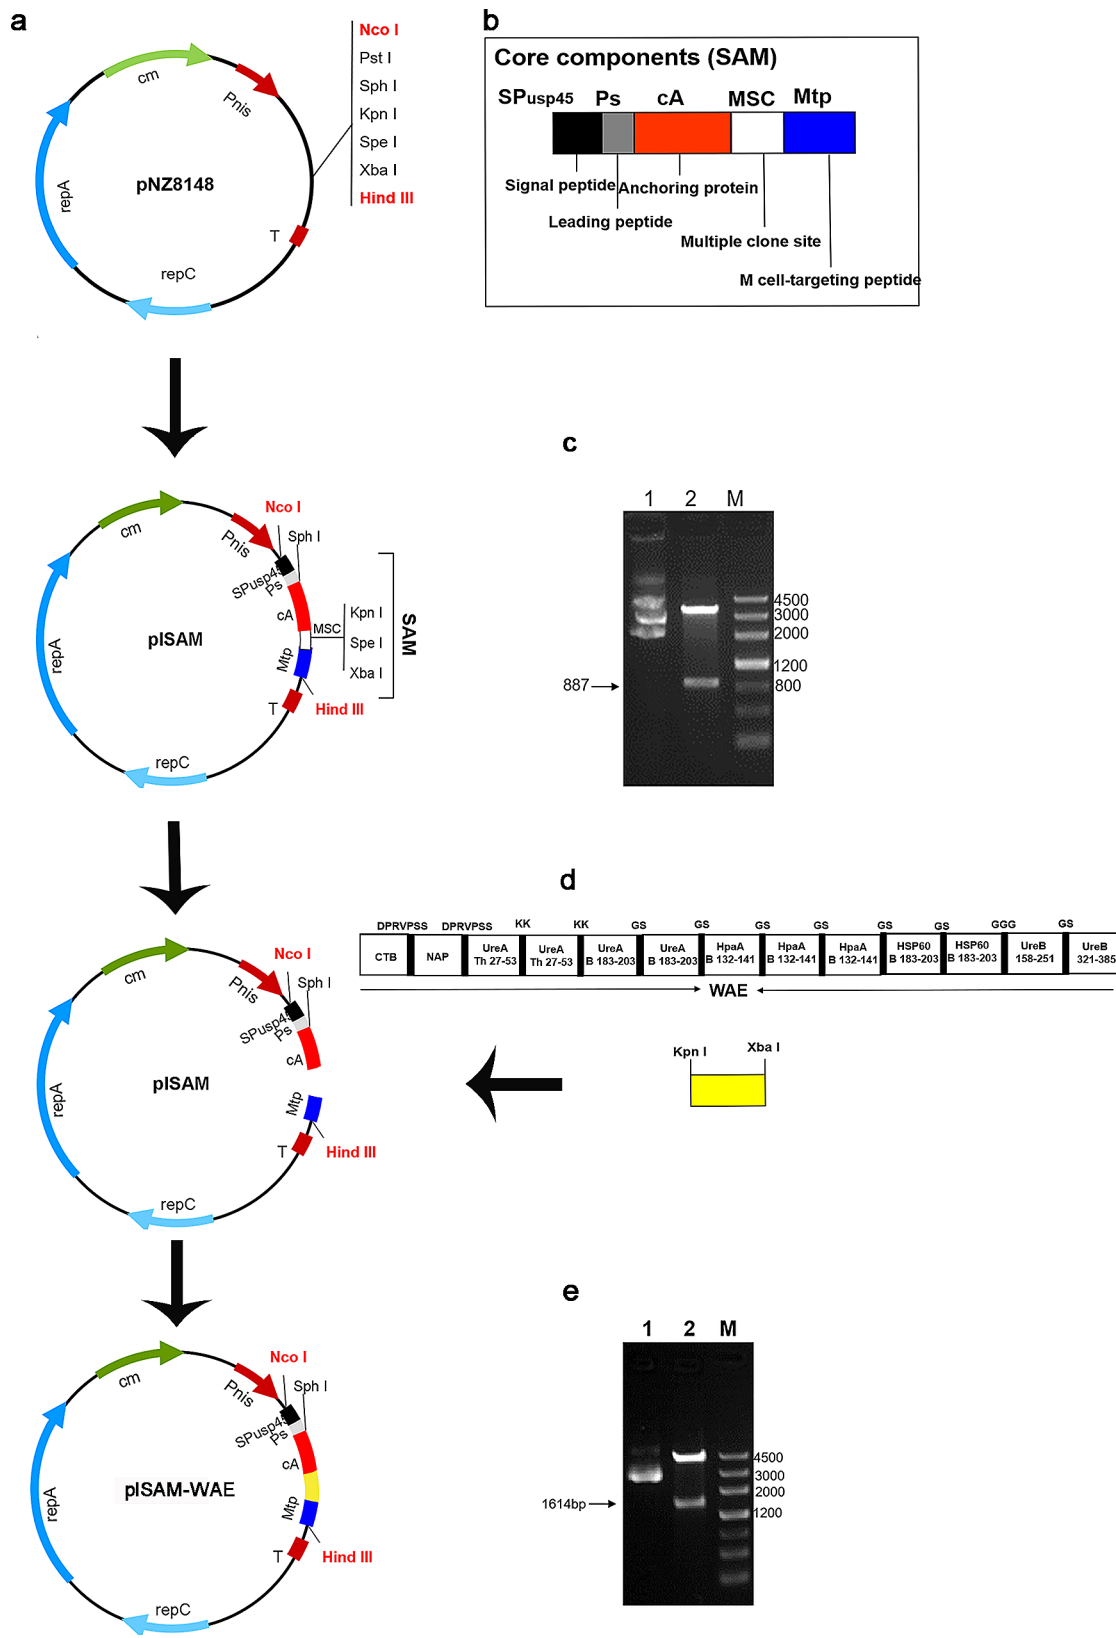 a
Nco I
Pst I
Sph I
Kpn I
Spe I
Xba I
Hind III
cm
Pnis
repA
pNZ8148
T
repC
b
Core components (SAM)
SPusp45 Ps cA MSC Mtp
Signal peptide
Anchoring protein
Leading peptide
Multiple clone site
M cell-targeting peptide
cm
Pnis
Nco I
Sph I
SPusp45
Ps
cA
MSC
Kpn I
Spe I
Xba I
SAM
repA
pISAM
Mtp
T
Hind III
repC
c
1 2 M
4500
3000
2000
1200
800
887
cm
Pnis
Nco I
Sph I
SPusp45
Ps
cA
repA
pISAM
Mtp
T
Hind III
repC
d
DPRVPSS DPRVPSS KK KK GS GS GS GS GS GS GGG GS
CTB
NAP
UreA
Th 27-53
UreA
Th 27-53
UreA
B 183-203
UreA
B 183-203
HpaA
B 132-141
HpaA
B 132-141
HpaA
B 132-141
HSP60
B 183-203
HSP60
B 183-203
UreB
158-251
UreB
321-385
WAE
Kpn I
Xba I
cm
Pnis
Nco I
Sph I
SPusp45
Ps
cA
repA
pISAM-WAE
Mtp
T
Hind III
repC
e
1 2 M
4500
3000
2000
1200
1614bp